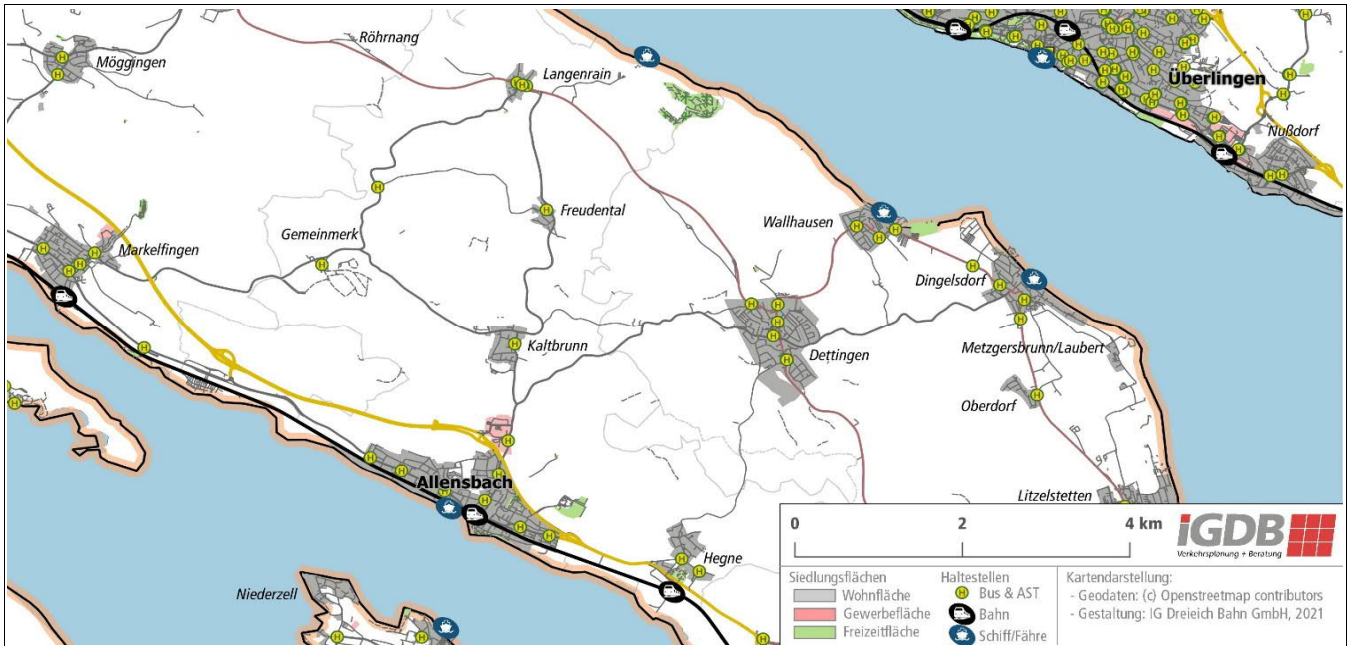 Röhrnang
Möggingen
Langenrain
Überlingen
Nußdorf
Freudental
Wallhausen
Gemeinmerk
Markelfingen
Dingelsdorf
Kaltbrunn
Dettingen
Metzgersbrunn/Laubert
Oberdorf
Allensbach
Litzelstetten
Hegne
Niederzell
0 2 4 km
iGDB
Verkehrsplanung + Beratung
Siedlungsflächen
Wohnfläche
Gewerbefläche
Freizeitfläche
Haltestellen
H Bus & AST
Bahn
Schiff/Fähre
Kartendarstellung:
- Geodaten: (c) Openstreetmap contributors
- Gestaltung: IG Dreieich Bahn GmbH, 2021